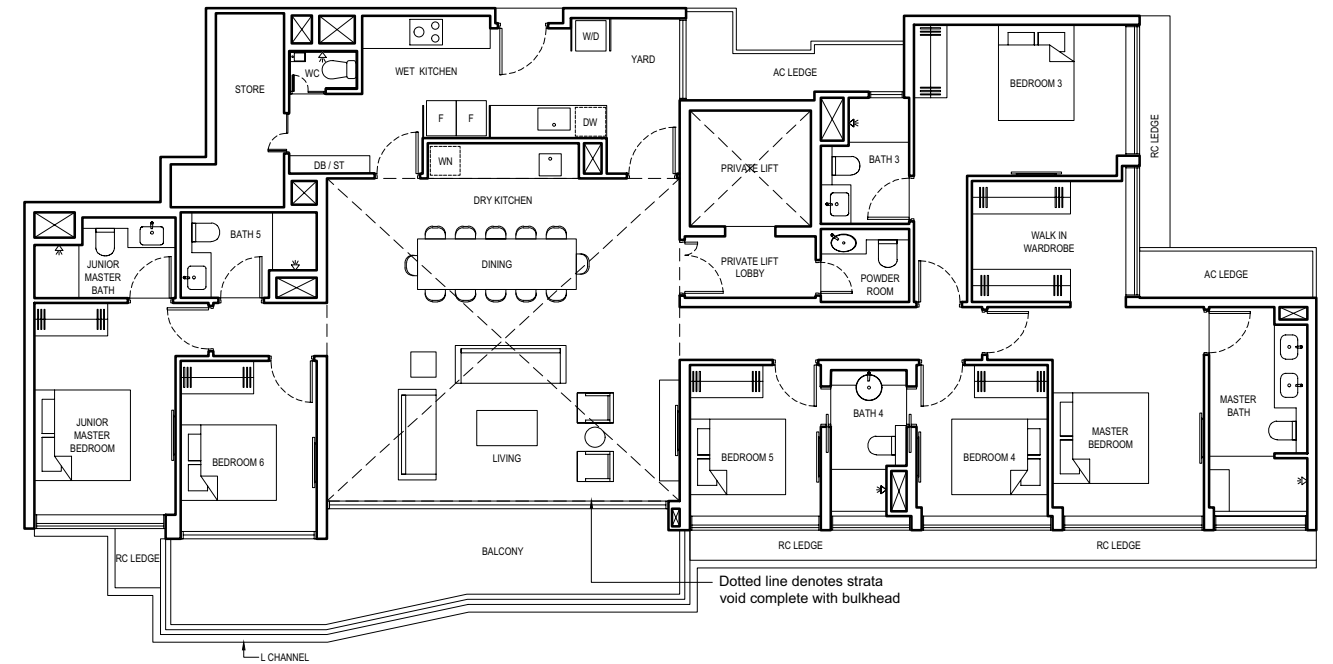 W/D
WET KITCHEN
YARD
WC
STORE
AC LEDGE
BEDROOM 3
F
F
DW
RC LEDGE
DB / ST
WN
PRIVATE LIFT
BATH 3
DRY KITCHEN
BATH 5
WALK IN
WARDROBE
JUNIOR
MASTER
BATH
DINING
PRIVATE LIFT
LOBBY
POWDER
ROOM
AC LEDGE
JUNIOR
MASTER
BEDROOM
BEDROOM 6
LIVING
BEDROOM 5
BATH 4
BEDROOM 4
MASTER
BEDROOM
MASTER
BATH
RC LEDGE
BALCONY
RC LEDGE
RC LEDGE
Dotted line denotes strata
void complete with bulkhead
L CHANNEL